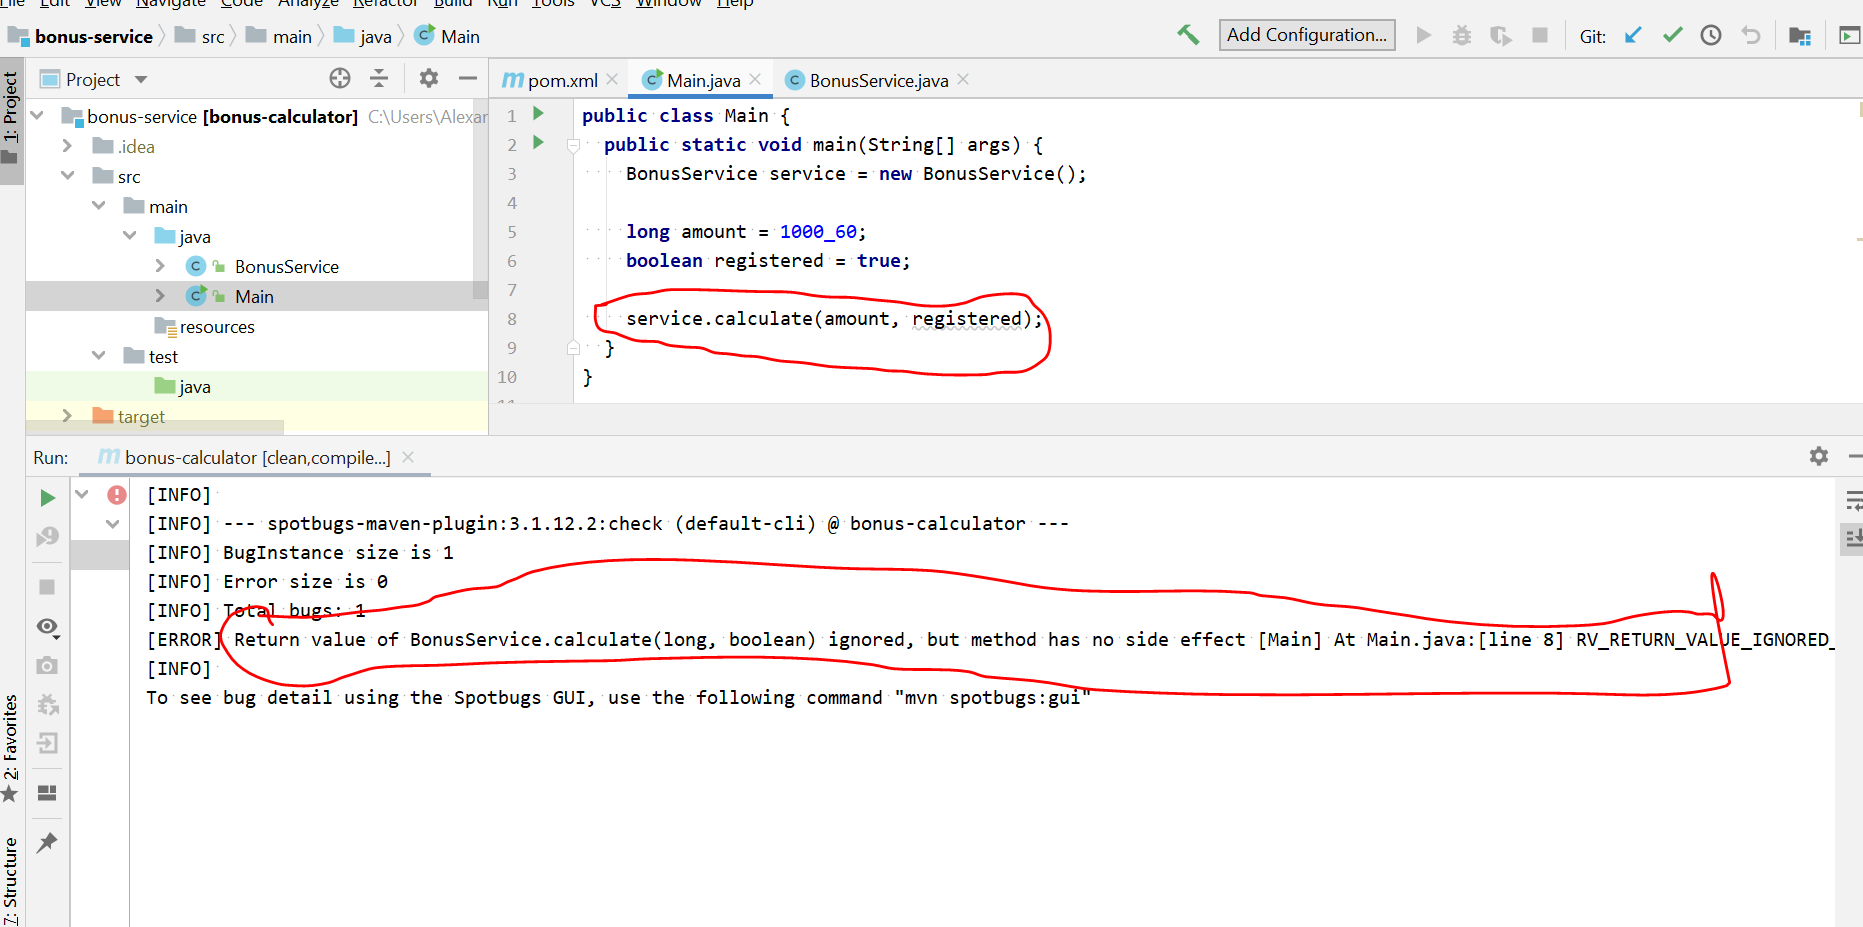 File Edit View Navigate Code Analyze Refactor Build Run Tools VCS Window Help
bonus-service src main java Main
Add Configuration...
Git:
1: Project
Project
pom.xml
Main.java
BonusService.java
bonus-service [bonus-calculator] C:\Users\Alexar
.idea
src
main
java
BonusService
Main
resources
test
java
target
1 public class Main {
2 public static void main(String[] args) {
3 BonusService service = new BonusService();
4
5 long amount = 1000_60;
6 boolean registered = true;
7
8 service.calculate(amount, registered);
9 }
10 }
11
Run: bonus-calculator [clean,compile...]
[INFO]
[INFO] --- spotbugs-maven-plugin:3.1.12.2:check (default-cli) @ bonus-calculator ---
[INFO] BugInstance size is 1
[INFO] Error size is 0
[INFO] Total bugs: 1
[ERROR] Return value of BonusService.calculate(long, boolean) ignored, but method has no side effect [Main] At Main.java:[line 8] RV_RETURN_VALUE_IGNORED_
[INFO]
To see bug detail using the Spotbugs GUI, use the following command "mvn spotbugs:gui"
2: Favorites
7: Structure